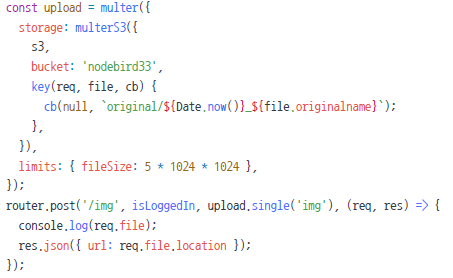 const upload = multer({
  storage: multerS3({
    s3,
    bucket: 'nodebird33',
    key(req, file, cb) {
      cb(null, `original/${Date.now()}_${file.originalname}`);
    },
  }),
  limits: { fileSize: 5 * 1024 * 1024 },
});
router.post('/img', isLoggedIn, upload.single('img'), (req, res) => {
  console.log(req.file);
  res.json({ url: req.file.location });
});